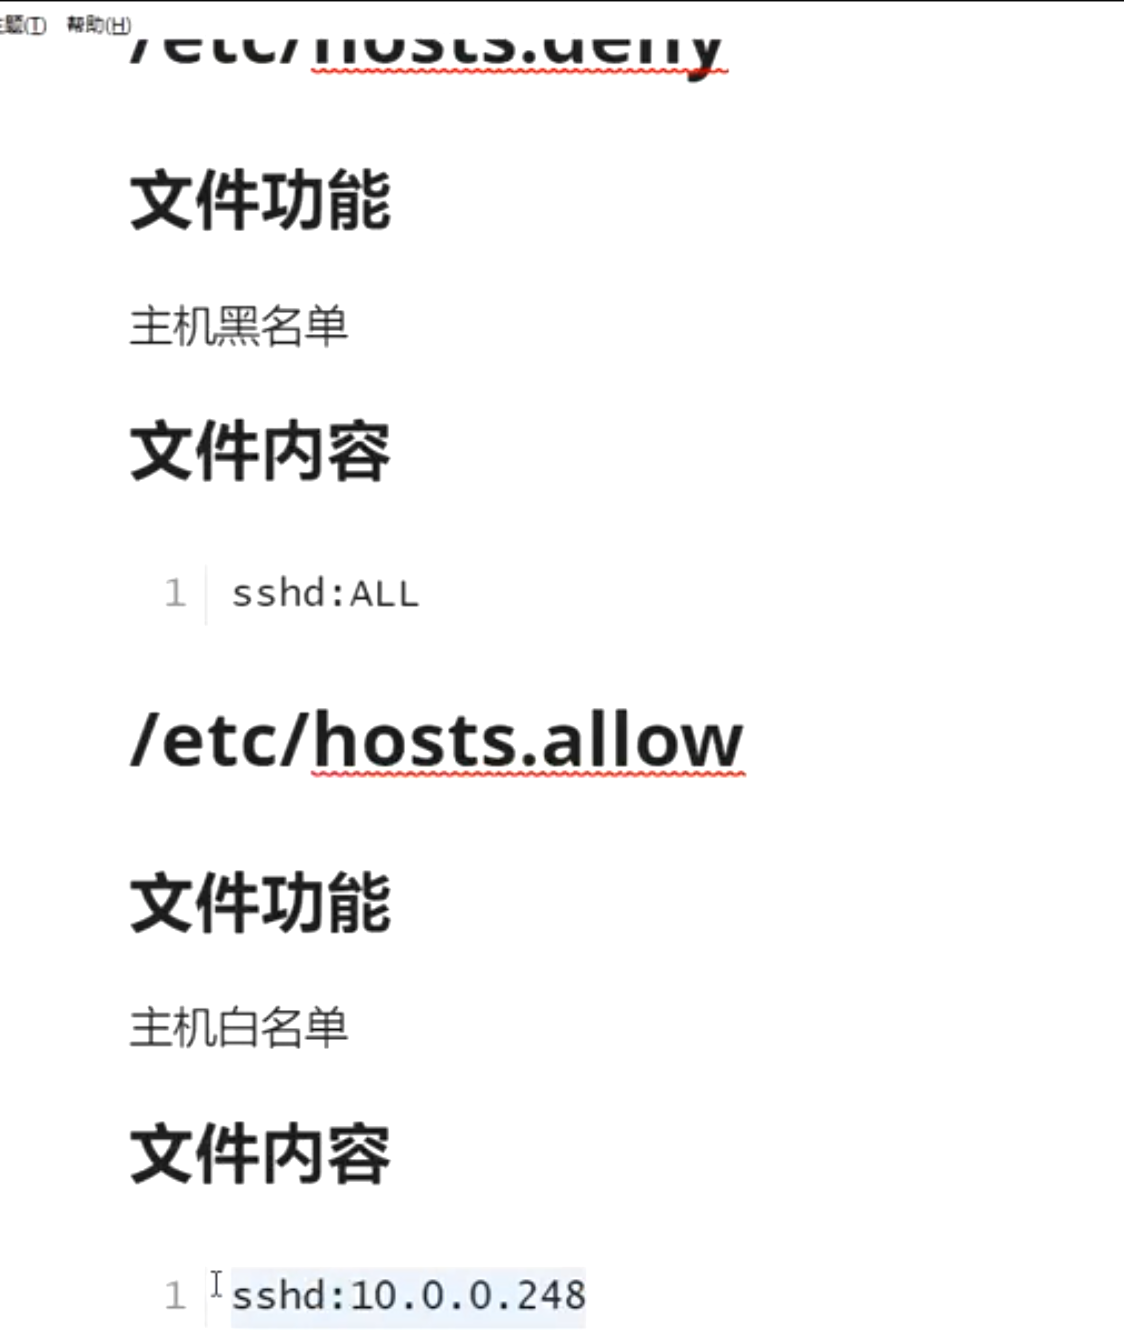 主题(T) 帮助(H)
/etc/hosts.deny
文件功能
主机黑名单
文件内容
1 sshd:ALL
/etc/hosts.allow
文件功能
主机白名单
文件内容
1 sshd:10.0.0.248